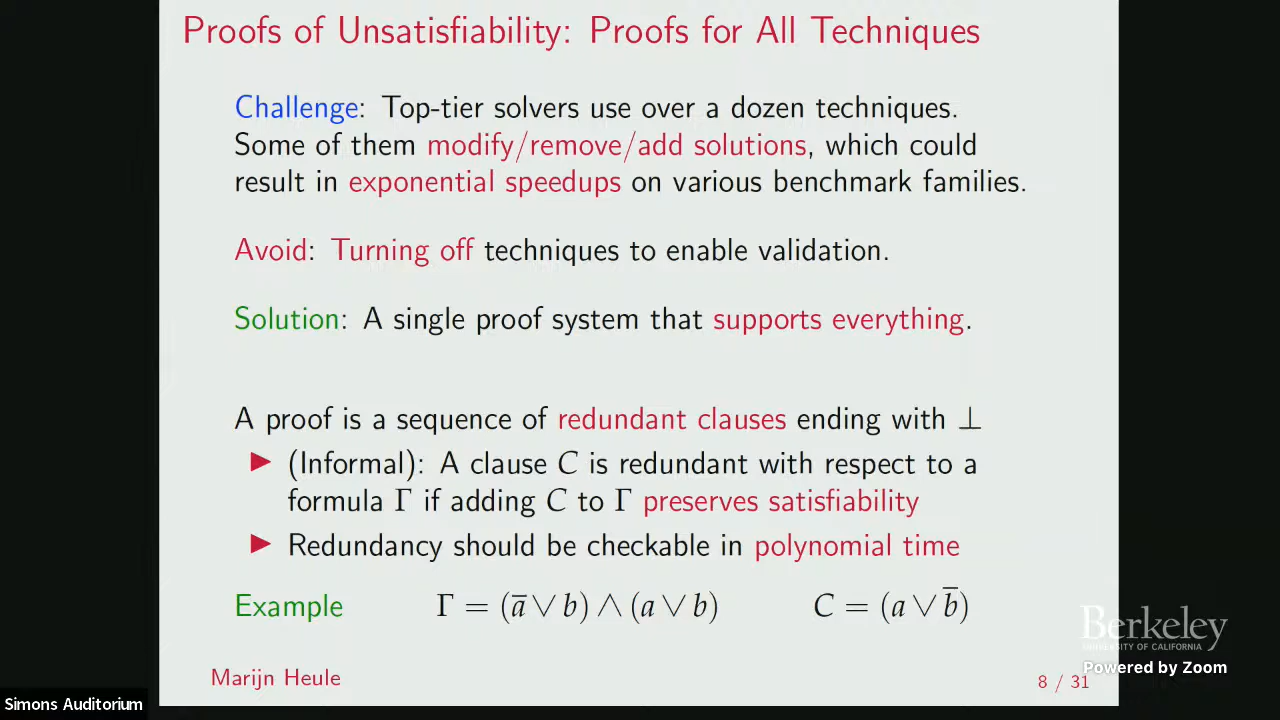 Proofs of Unsatisfiability: Proofs for All Techniques
Challenge: Top-tier solvers use over a dozen techniques.
Some of them modify/remove/add solutions, which could
result in exponential speedups on various benchmark families.
Avoid: Turning off techniques to enable validation.
Solution: A single proof system that supports everything.
A proof is a sequence of redundant clauses ending with ⊥
▶ (Informal): A clause C is redundant with respect to a
formula Γ if adding C to Γ preserves satisfiability
▶ Redundancy should be checkable in polynomial time
Example Γ = (a̅ ∨ b) ∧ (a ∨ b) C = (a ∨ b̅)
Berkeley
UNIVERSITY OF CALIFORNIA
Powered by Zoom
Marijn Heule 8 / 31
Simons Auditorium